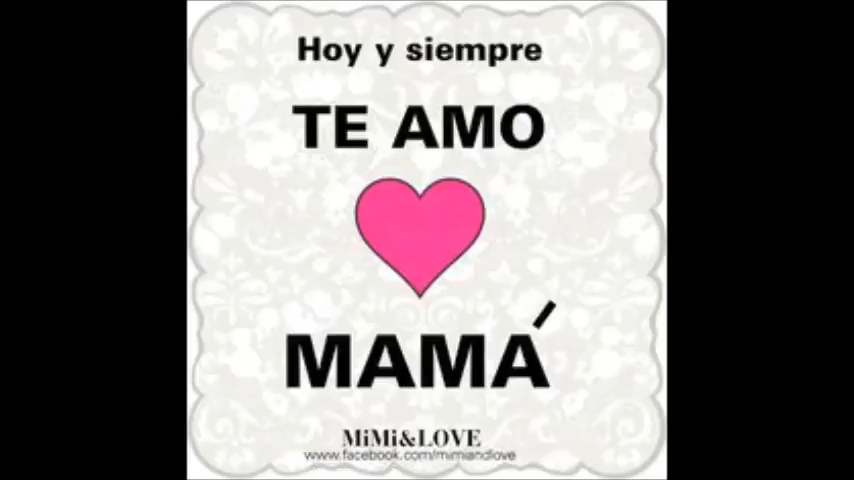 Hoy y siempre
TE AMO
MAMÁ
MiMi&LOVE
www.facebook.com/mimiandlove